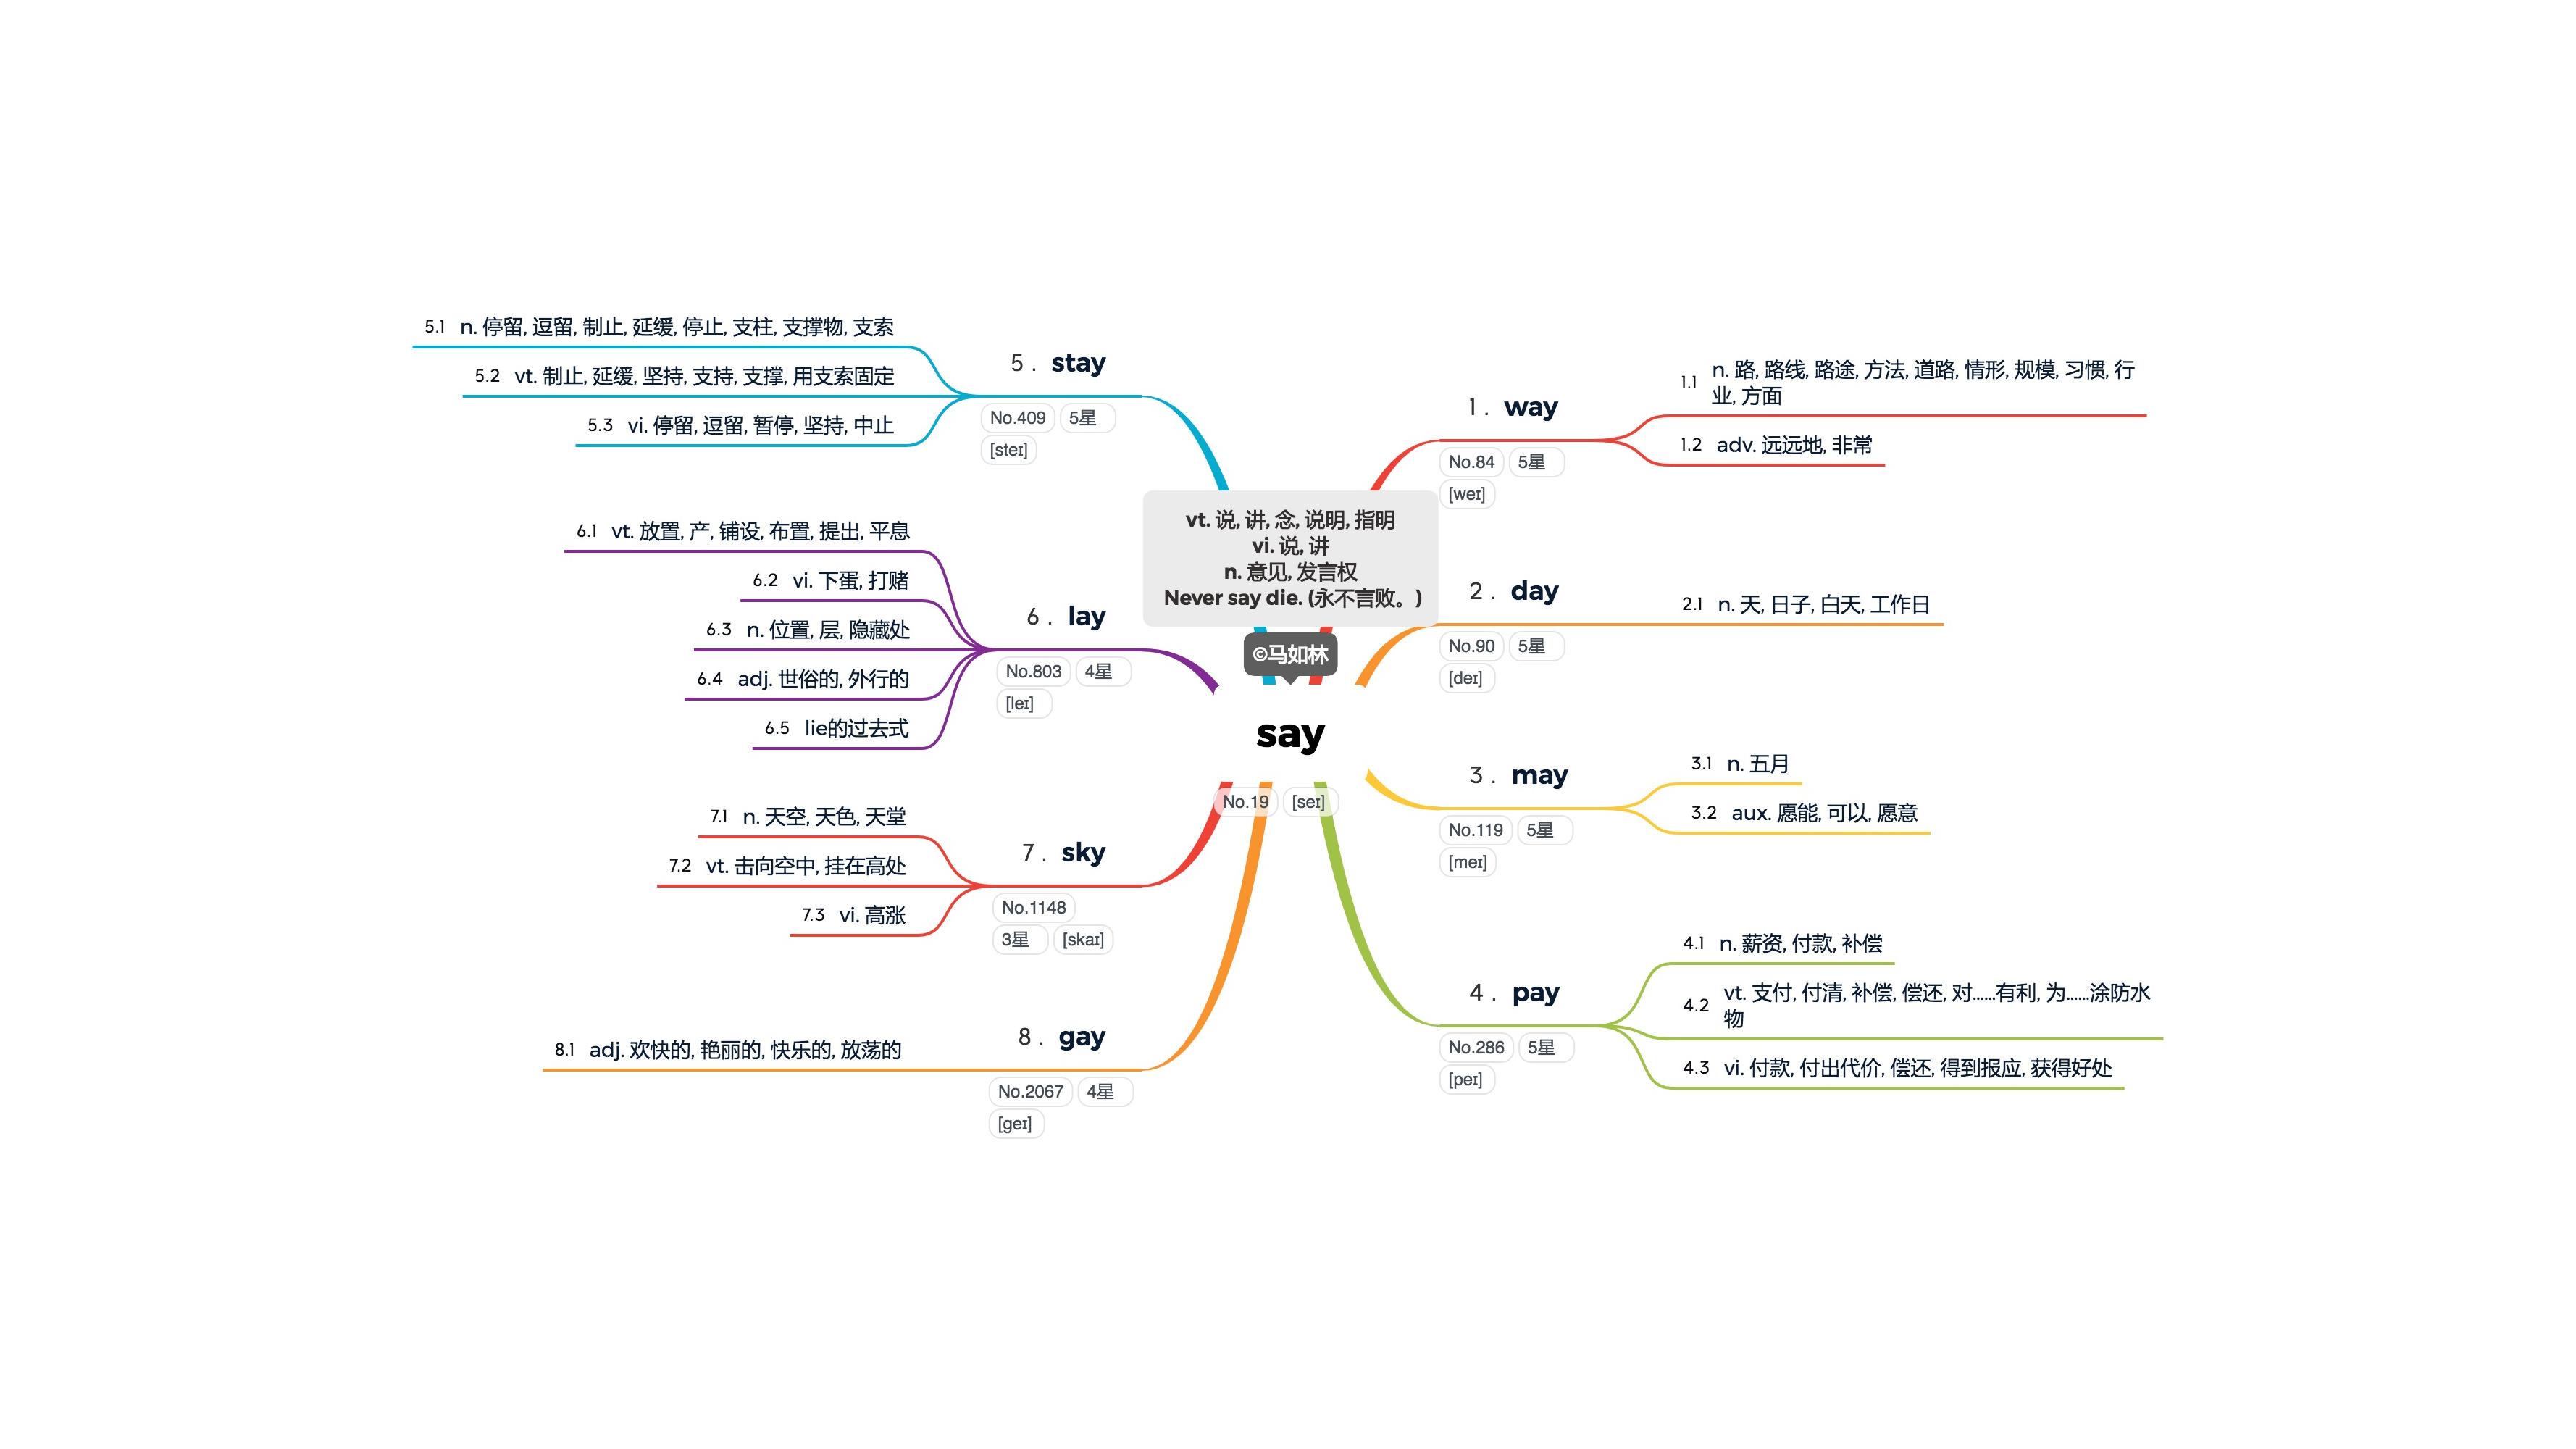 vt. 说, 讲, 念, 说明, 指明
vi. 说, 讲
n. 意见, 发言权
Never say die. (永不言败。)
©马如林
say
No.19 [seɪ]
1. way
No.84 5星
[weɪ]
1.1 n. 路, 路线, 路途, 方法, 道路, 情形, 规模, 习惯, 行
业, 方面
1.2 adv. 远远地, 非常
2. day
No.90 5星
[deɪ]
2.1 n. 天, 日子, 白天, 工作日
3. may
No.119 5星
[meɪ]
3.1 n. 五月
3.2 aux. 愿能, 可以, 愿意
4. pay
No.286 5星
[peɪ]
4.1 n. 薪资, 付款, 补偿
4.2 vt. 支付, 付清, 补偿, 偿还, 对......有利, 为......涂防水
物
4.3 vi. 付款, 付出代价, 偿还, 得到报应, 获得好处
5. stay
No.409 5星
[steɪ]
5.1 n. 停留, 逗留, 制止, 延缓, 停止, 支柱, 支撑物, 支索
5.2 vt. 制止, 延缓, 坚持, 支持, 支撑, 用支索固定
5.3 vi. 停留, 逗留, 暂停, 坚持, 中止
6. lay
No.803 4星
[leɪ]
6.1 vt. 放置, 产, 铺设, 布置, 提出, 平息
6.2 vi. 下蛋, 打赌
6.3 n. 位置, 层, 隐藏处
6.4 adj. 世俗的, 外行的
6.5 lie的过去式
7. sky
No.1148
3星 [skaɪ]
7.1 n. 天空, 天色, 天堂
7.2 vt. 击向空中, 挂在高处
7.3 vi. 高涨
8. gay
No.2067 4星
[geɪ]
8.1 adj. 欢快的, 艳丽的, 快乐的, 放荡的